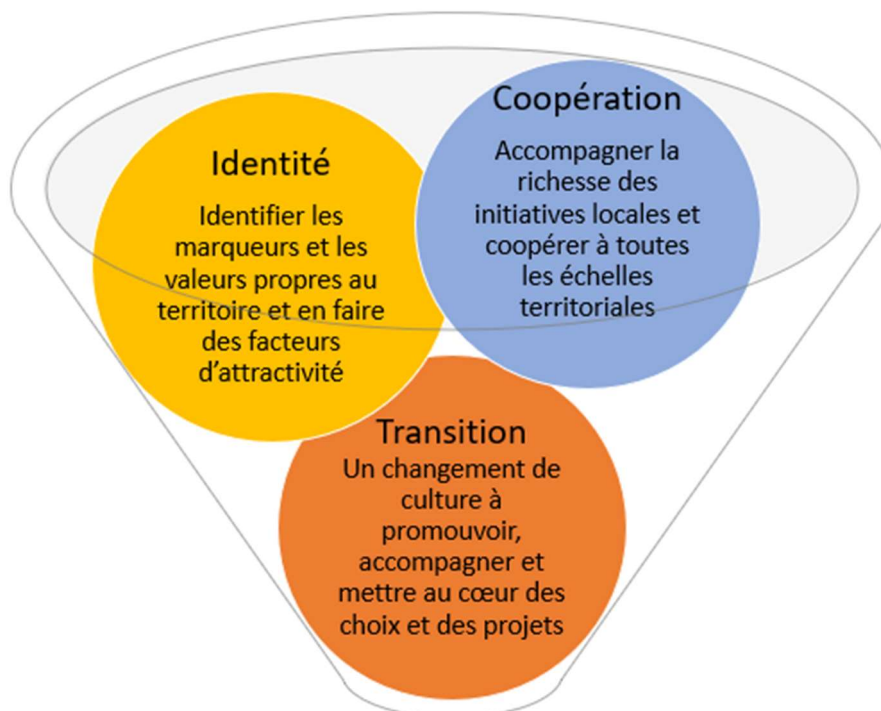 Identité
Identifier les
marqueurs et les
valeurs propres au
territoire et en faire
des facteurs
d'attractivité
Coopération
Accompagner la
richesse des
initiatives locales et
coopérer à toutes
les échelles
territoriales
Transition
Un changement de
culture à
promouvoir,
accompagner et
mettre au cœur des
choix et des projets